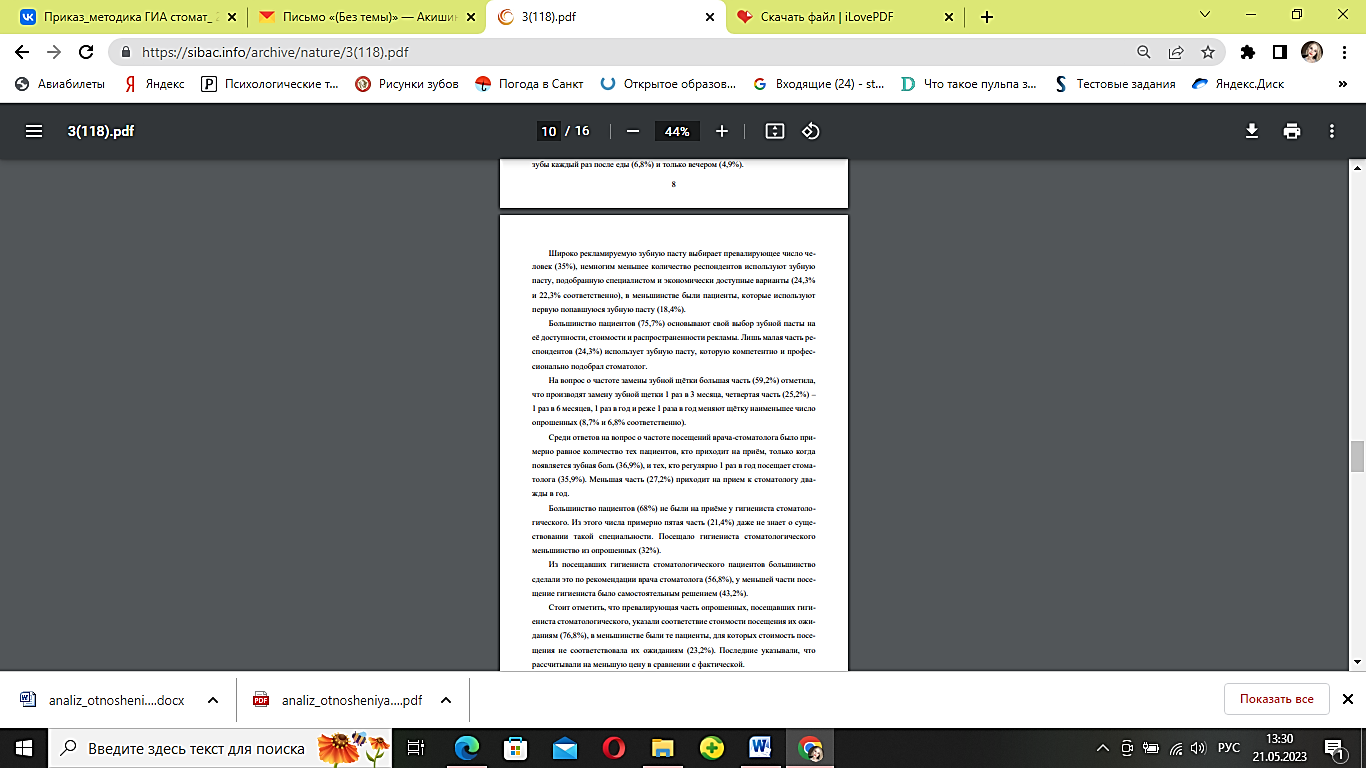 Приказ_методика ГИА стомат_ 2
Письмо «(Без темы)» — Акишин
3(118).pdf
Скачать файл | iLovePDF
https://sibac.info/archive/nature/3(118).pdf
Авиабилеты
Яндекс
Психологические т...
Рисунки зубов
Погода в Санкт
Открытое образов...
Входящие (24) - st...
Что такое пульпа з...
Тестовые задания
Яндекс.Диск
»
3(118).pdf
10 / 16
44%
зубы каждый раз после еды (6,8%) и только вечером (4,9%).
8
Широко рекламируемую зубную пасту выбирает превалирующее число че-
ловек (35%), немногим меньшее количество респондентов используют зубную
пасту, подобранную специалистом и экономически доступные варианты (24,3%
и 22,3% соответственно), в меньшинстве были пациенты, которые используют
первую попавшуюся зубную пасту (18,4%).
Большинство пациентов (75,7%) основывают свой выбор зубной пасты на
её доступности, стоимости и распространенности рекламы. Лишь малая часть ре-
спондентов (24,3%) использует зубную пасту, которую компетентно и профес-
сионально подобрал стоматолог.
На вопрос о частоте замены зубной щётки большая часть (59,2%) отметила,
что производят замену зубной щетки 1 раз в 3 месяца, четвертая часть (25,2%) –
1 раз в 6 месяцев, 1 раз в год и реже 1 раза в год меняют щётку наименьшее число
опрошенных (8,7% и 6,8% соответственно).
Среди ответов на вопрос о частоте посещений врача-стоматолога было при-
мерно равное количество тех пациентов, кто приходит на приём, только когда
появляется зубная боль (36,9%), и тех, кто регулярно 1 раз в год посещает стома-
толога (35,9%). Меньшая часть (27,2%) приходит на прием к стоматологу два-
жды в год.
Большинство пациентов (68%) не были на приёме у гигиениста стоматоло-
гического. Из этого числа примерно пятая часть (21,4%) даже не знает о суще-
ствовании такой специальности. Посещало гигиениста стоматологического
меньшинство из опрошенных (32%).
Из посещавших гигиениста стоматологического пациентов большинство
сделали это по рекомендации врача стоматолога (56,8%), у меньшей части посе-
щение гигиениста было самостоятельным решением (43,2%).
Стоит отметить, что превалирующая часть опрошенных, посещавших гиги-
ениста стоматологического, указали соответствие стоимости посещения их ожи-
даниям (76,8%), в меньшинстве были те пациенты, для которых стоимость посе-
щения не соответствовала их ожиданиям (23,2%). Последние указывали, что
рассчитывали на меньшую цену в сравнении с фактической.
analiz_otnosheni....docx
analiz_otnosheniya....pdf
Показать все
Введите здесь текст для поиска
РУС
13:30
21.05.2023
1